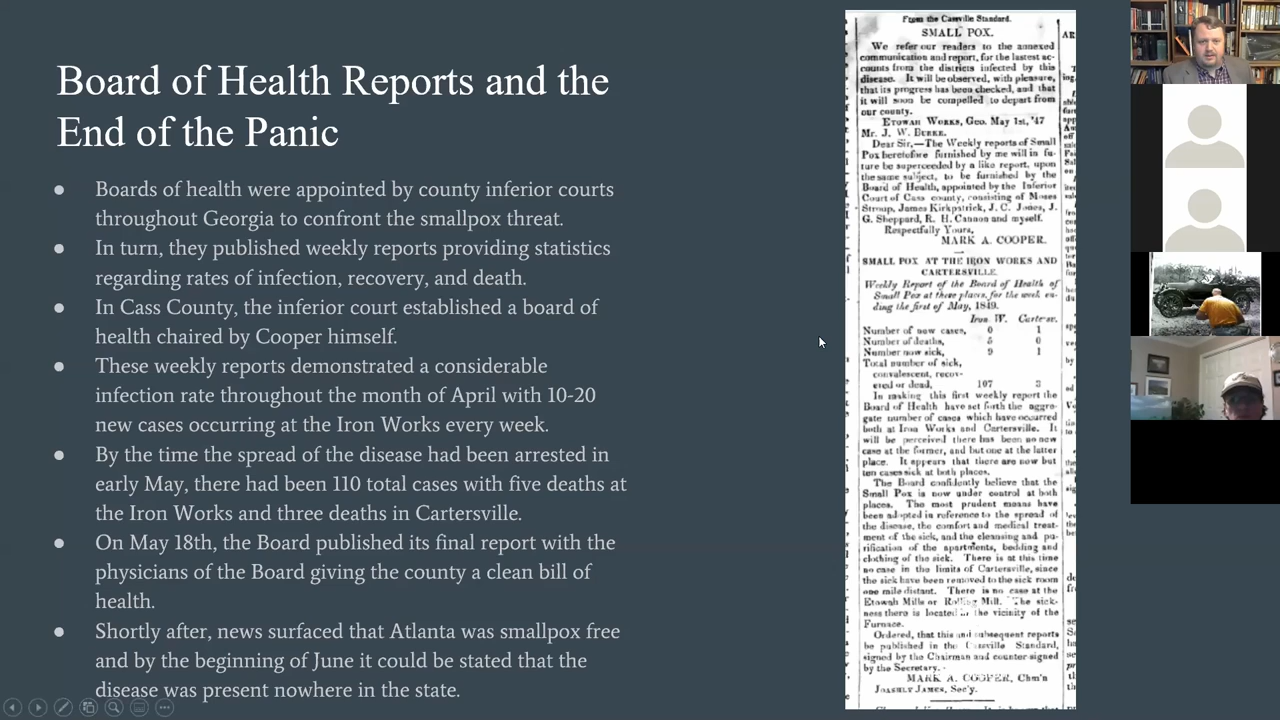 Board of Health Reports and the
End of the Panic
● Boards of Health were appointed by county inferior courts
throughout Georgia to document the smallpox threat.
● In turn, they published weekly reports providing statistics
regarding rates of infection, recovery, and death.
● In Cass County, the inferior court established a board of
health chaired by Cooper himself.
● These weekly reports demonstrated a considerable
infection rate throughout the month of April with 10-20
new cases occurring at the Iron Works every week.
● By the time the spread of the disease had been arrested in
early May, there had been 110 total cases with five deaths at
the Iron Works and two deaths in Cartersville.
● On May 15th, the Board published its final report with the
physicians of Cass giving the county a clean bill of
health.
● Shortly after, news surfaced that Atlanta was smallpox free
and by the beginning of June it could be stated that the
disease was present nowhere in the state.
From the Cassville Standard.
SMALL POX.
We refer our readers to the annexed
communication and report, for the lastest ac-
counts from the districts infected by this
disease. It will be observed, with pleasure,
that its progress has been checked, and that
it will soon be compelled to depart from
our county.
ETOWAH WORKS, Geo. May 1st, '47
Mr. J. W. BURKE.
Dear Sir,—The Weekly reports of Small
Pox heretofore furnished by me will in fu-
ture be superceeded by a like report, upon
the same subject, to be furnished by the
Board of Health, appointed by the Inferior
Court of Cass county, consisting of Moses
Stroup, James Kirkpatrick, J. C. Jones, J.
G. Sheppard, R. H. Cannon and myself.
Respectfully Yours,
MARK A. COOPER.
SMALL POX AT THE IRON WORKS AND
CARTERSVILLE.
Weekly Report of the Board of Health of
Small Pox at these places, for the week en-
ding the first of May, 1849.
Iron W. Cartersv.
Number of new cases, 0 1
Number of deaths, 5 0
Number now sick, 9 1
Total number of sick,
convalescent, recov-
ered or dead, 107 3
In making this first weekly report the
Board of Health have set forth the aggre-
gate number of cases which have occurred
both at Iron Works and Cartersville. It
will be perceived there has been no new
case at the former, and but one at the latter
place. It appears that there are now but
ten cases sick at both places.
The Board confidently believe that the
Small Pox is now under control at both
places. The most prudent means have
been adopted in reference to the spread of
the disease, the comfort and medical treat-
ment of the sick, and the cleansing and pu-
rification of the apartments, bedding and
clothing of the sick. There is at this time
no case in the limits of Cartersville, since
the sick have been removed to the sick room
one mile distant. There is no case at the
Etowah Mills or Rolling Mill. The sick-
ness there is located in the vicinity of the
Furnace.
Ordered, that this and subsequent reports
be published in the Cassville Standard,
signed by the Chairman and counter signed
by the Secretary.
MARK A. COOPER, Chm'n
JAMES, Sec'y.